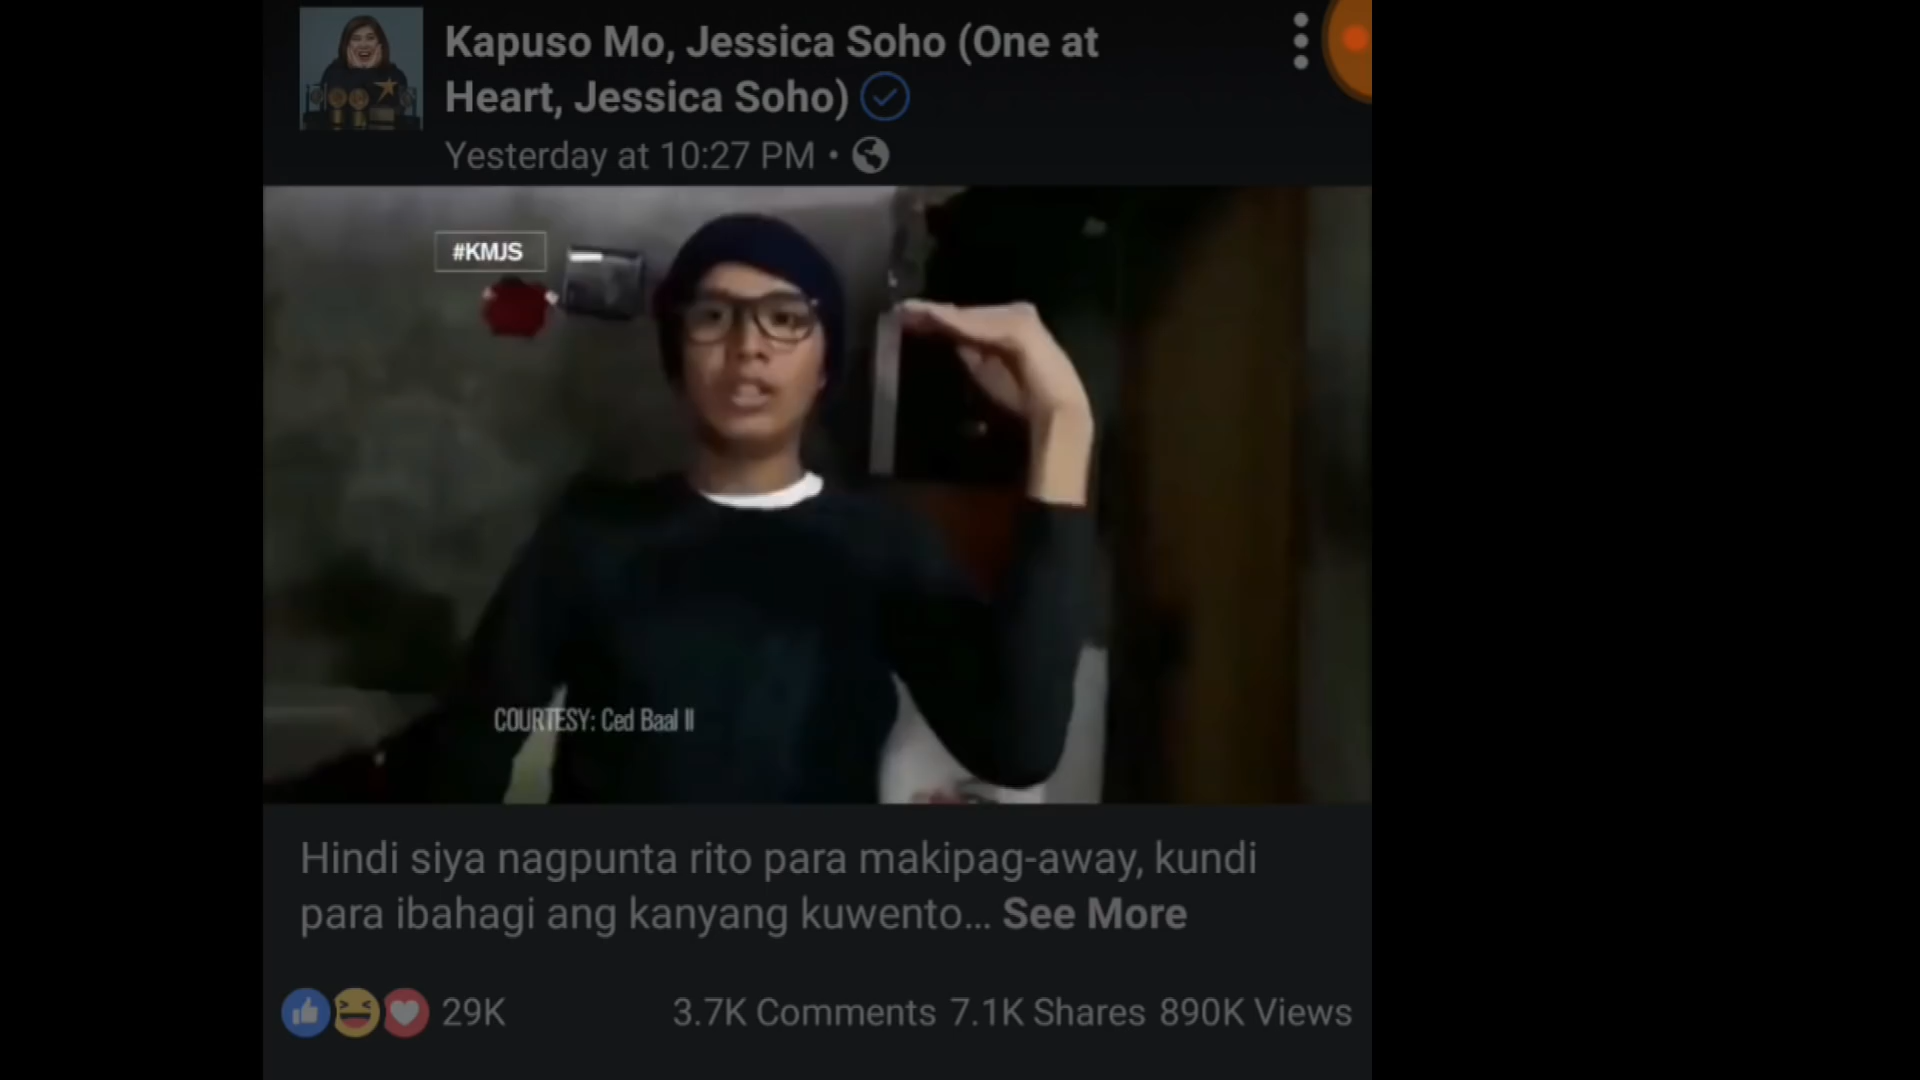 Kapuso Mo, Jessica Soho (One at
Heart, Jessica Soho)
Yesterday at 10:27 PM •
#KMJS
COURTESY: Ced Baal II
Hindi siya nagpunta rito para makipag-away, kundi
para ibahagi ang kanyang kuwento... See More
29K
3.7K Comments 7.1K Shares 890K Views